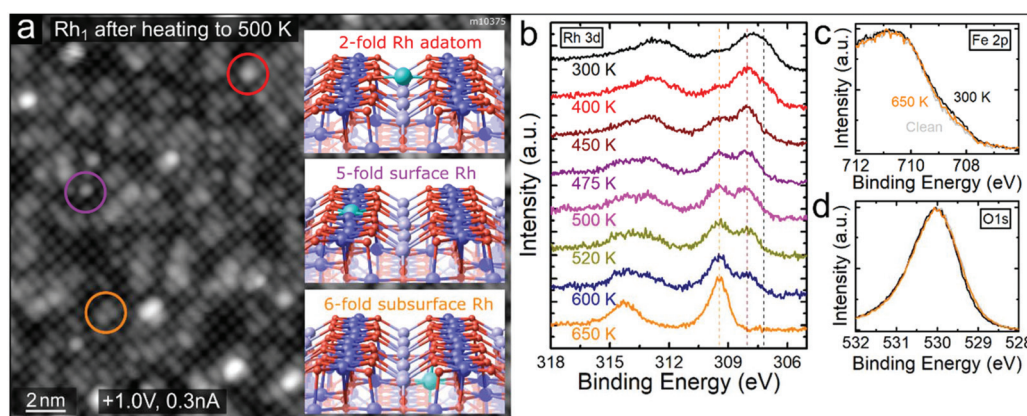 a
Rh₁ after heating to 500 K
m10375
2-fold Rh adatom
5-fold surface Rh
6-fold subsurface Rh
2nm
+1.0V, 0.3nA
b
Rh 3d
300 K
400 K
450 K
475 K
500 K
520 K
600 K
650 K
Intensity (a.u.)
318 315 312 309 306
Binding Energy (eV)
c
Fe 2p
650 K
300 K
Clean
Intensity (a.u.)
712 710 708
Binding Energy (eV)
d
O1s
Intensity (a.u.)
532 531 530 529 528
Binding Energy (eV)